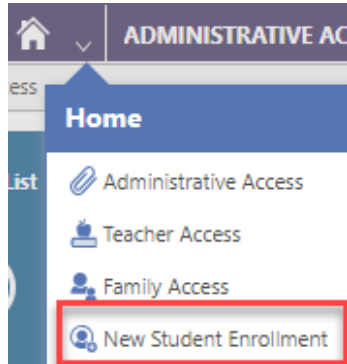 ADMINISTRATIVE AC
ess
Home
List
Administrative Access
Teacher Access
Family Access
New Student Enrollment